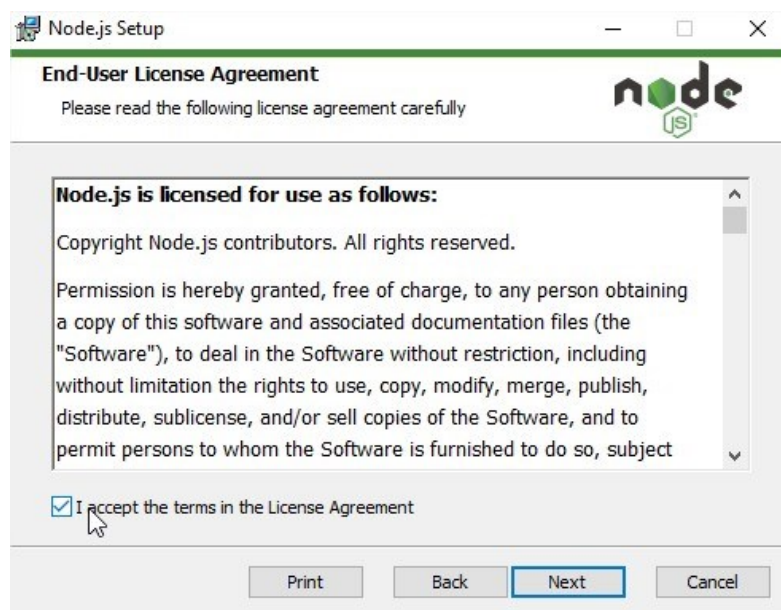 Node.js Setup
End-User License Agreement
Please read the following license agreement carefully
node
JS
Node.js is licensed for use as follows:
Copyright Node.js contributors. All rights reserved.
Permission is hereby granted, free of charge, to any person obtaining
a copy of this software and associated documentation files (the
"Software"), to deal in the Software without restriction, including
without limitation the rights to use, copy, modify, merge, publish,
distribute, sublicense, and/or sell copies of the Software, and to
permit persons to whom the Software is furnished to do so, subject
I accept the terms in the License Agreement
Print
Back
Next
Cancel